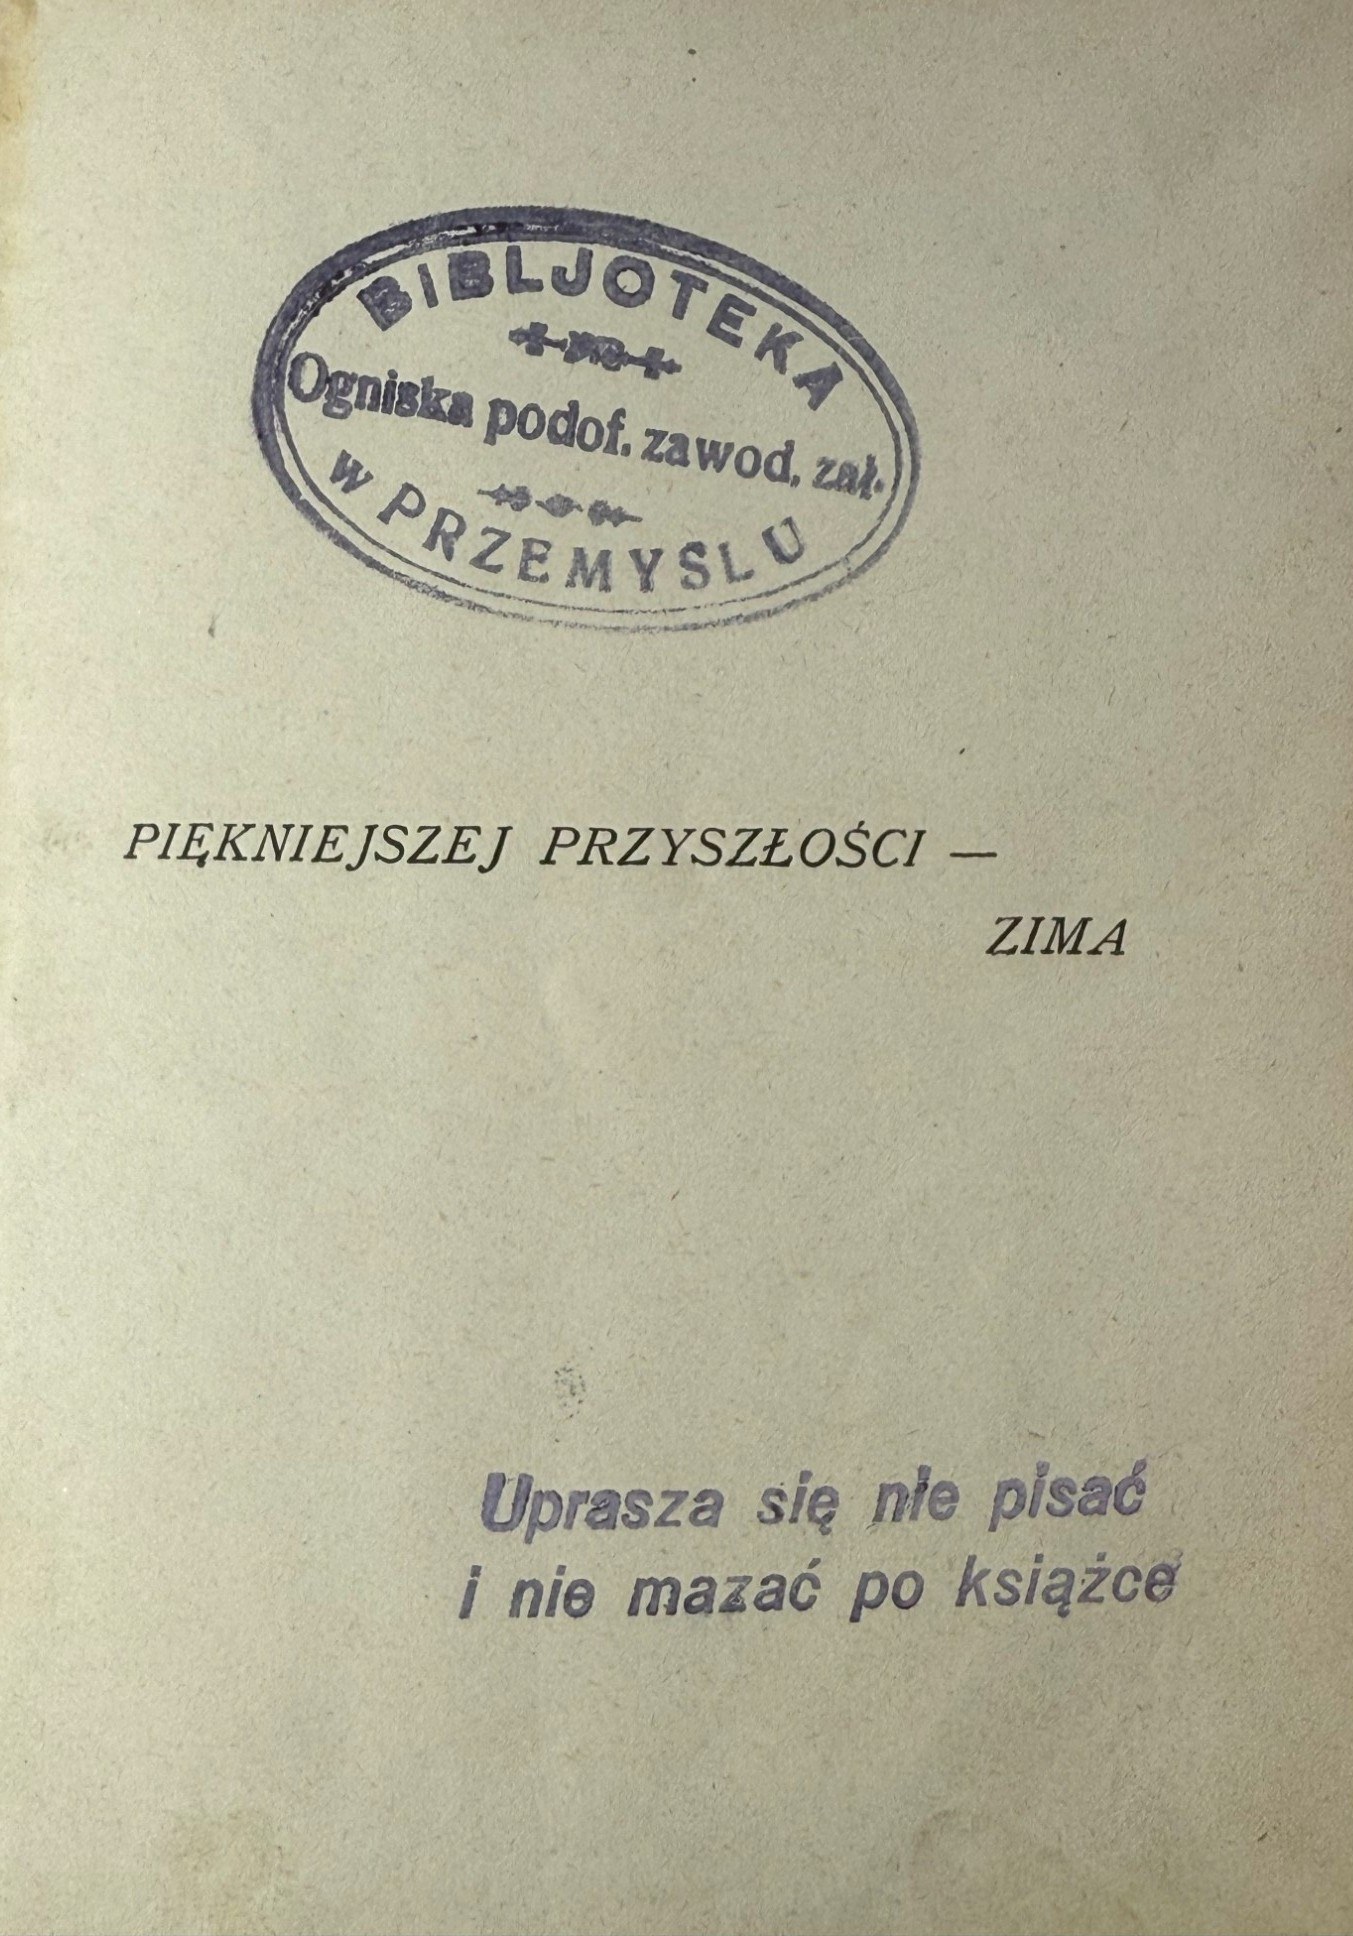 BIBLJOTEKA
Ogniska podof. zawod. zał.
W PRZEMYSLU
PIĘKNIEJSZEJ PRZYSZŁOŚCI —
ZIMA
Uprasza się nie pisać
i nie mazać po książce